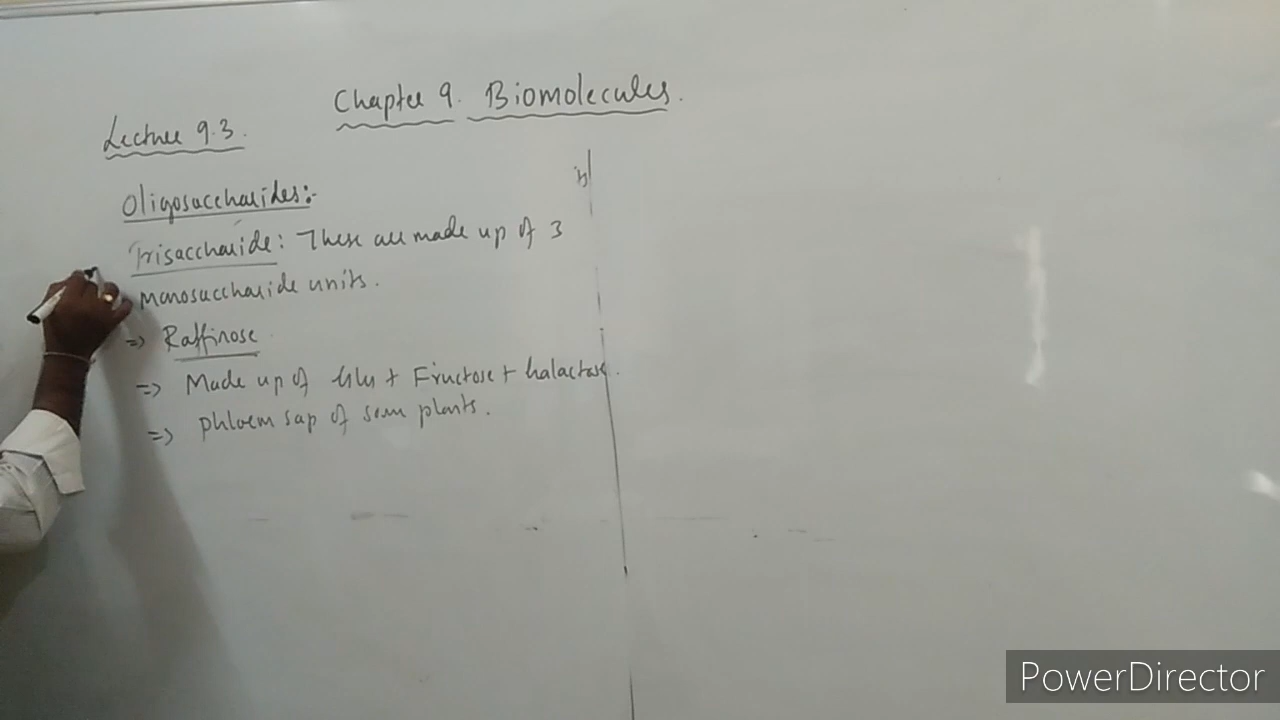 Chapter 9. Biomolecules.
Lecture 9.3.
Oligosaccharides:-
Trisaccharide: These are made up of 3
Monosaccharide units.
=> Raffinose
=> Made up of Glu + Fructose + Galactose.
=> Phloem sap of some plants.
PowerDirector